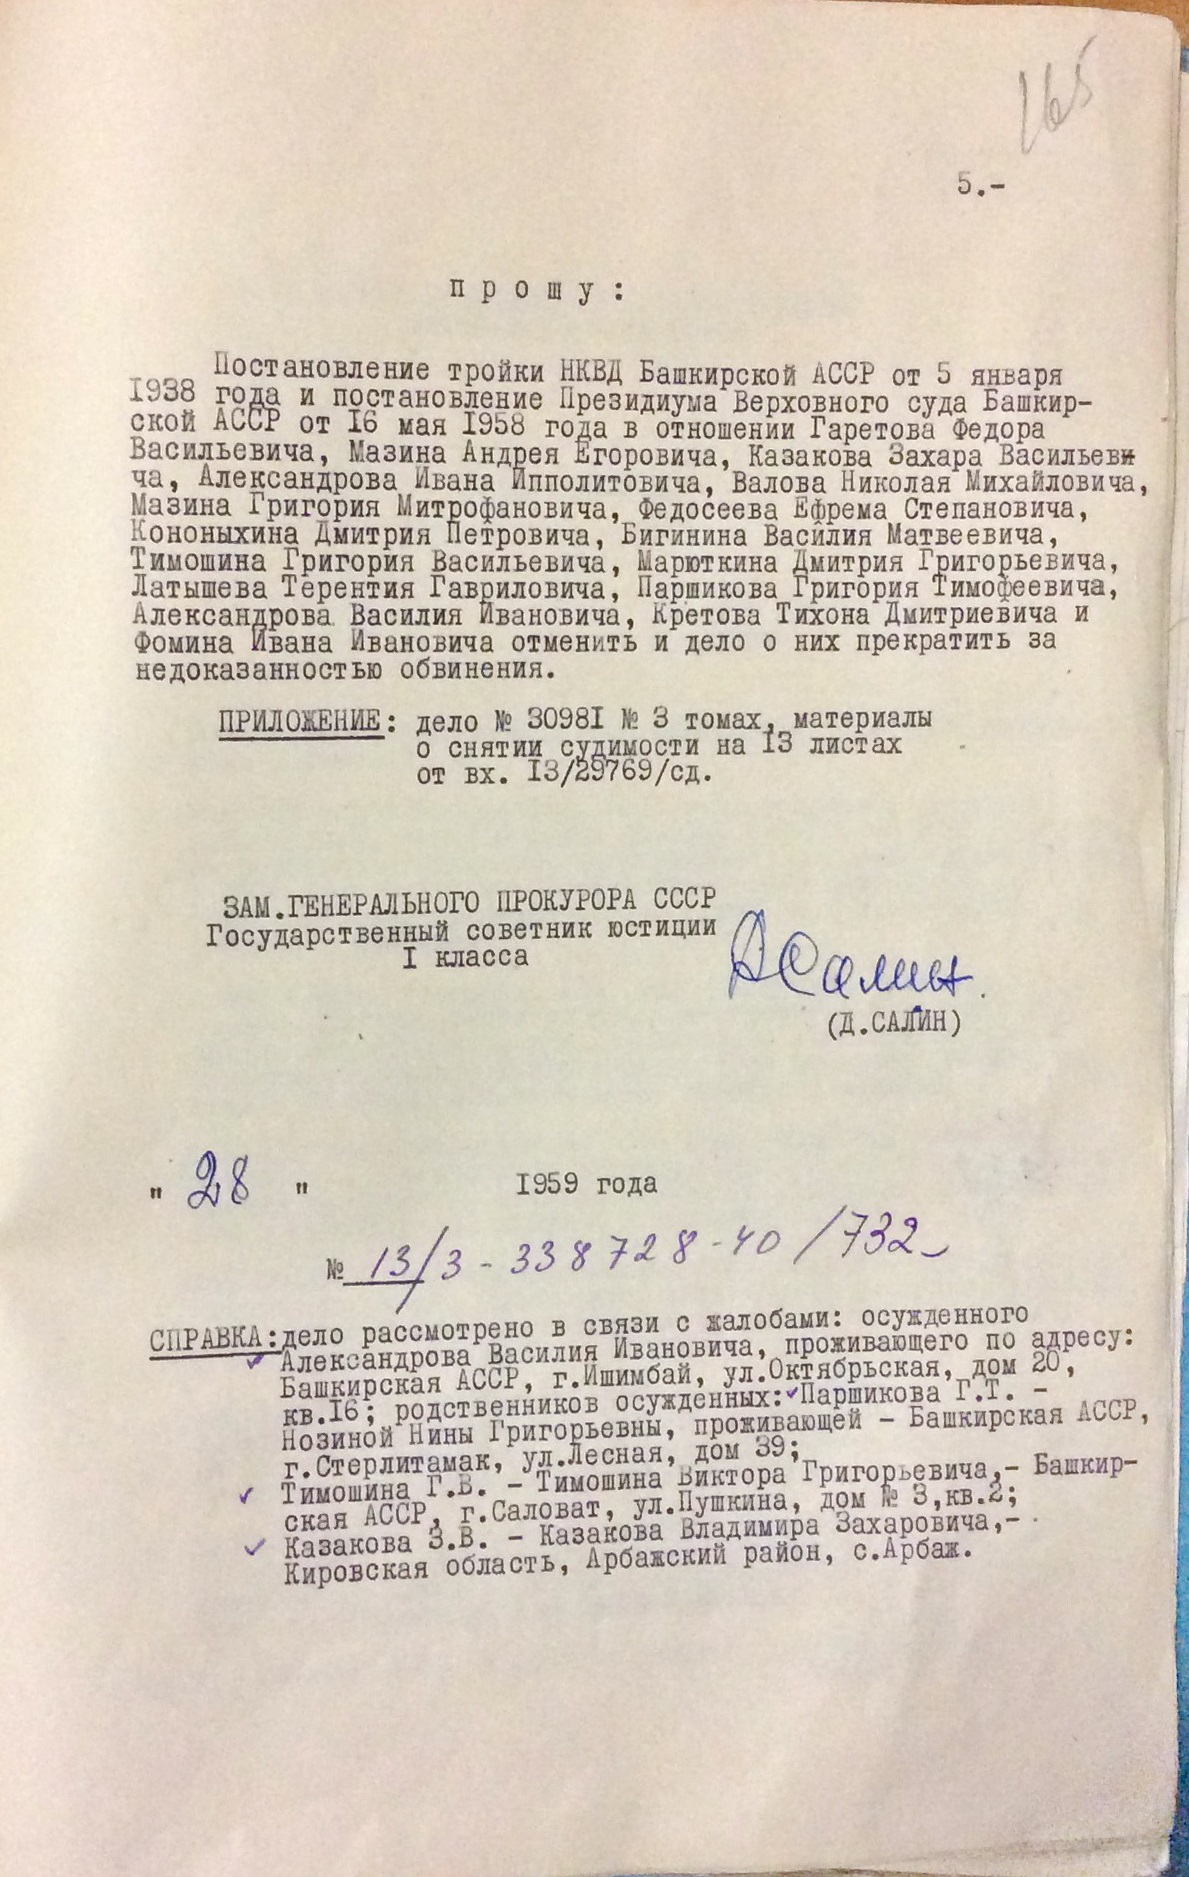 165
5.-
п р о ш у :
Постановление тройки НКВД Башкирской АССР от 5 января
1938 года и постановление Президиума Верховного суда Башкир-
ской АССР от 16 мая 1958 года в отношении Гаретова Федора
Васильевича, Мазина Андрея Егоровича, Казакова Захара Васильеви
ча, Александрова Ивана Ипполитовича, Валова Николая Михайловича,
Мазина Григория Митрофановича, Федосеева Ефрема Степановича,
Кононыхина Дмитрия Петровича, Бигинина Василия Матвеевича,
Тимошина Григория Васильевича, Марюткина Дмитрия Григорьевича,
Латышева Терентия Гавриловича, Паршикова Григория Тимофеевича,
Александрова Василия Ивановича, Кретова Тихона Дмитриевича и
Фомина Ивана Ивановича отменить и дело о них прекратить за
недоказанностью обвинения.
ПРИЛОЖЕНИЕ: дело № 30981 № 3 томах, материалы
о снятии судимости на 13 листах
от вх. 13/29769/сд.
ЗАМ.ГЕНЕРАЛЬНОГО ПРОКУРОРА СССР
Государственный советник юстиции
I класса
ДСалин
(Д.САЛИН)
" 28 " 1959 года
№ 13/3-338728-40/732
СПРАВКА: дело рассмотрено в связи с жалобами: осужденного
Александрова Василия Ивановича, проживающего по адресу:
Башкирская АССР, г.Ишимбай, ул.Октябрьская, дом 20,
кв.16; родственников осужденных: Паршикова Г.Т. -
Нозиной Нины Григорьевны, проживающей - Башкирская АССР,
г.Стерлитамак, ул.Лесная, дом 39;
Тимошина Г.В. - Тимошина Виктора Григорьевича,- Башкир-
ская АССР, г.Саловат, ул.Пушкина, дом № 3,кв.2;
Казакова З.В. - Казакова Владимира Захаровича,-
Кировская область, Арбажский район, с.Арбаж.